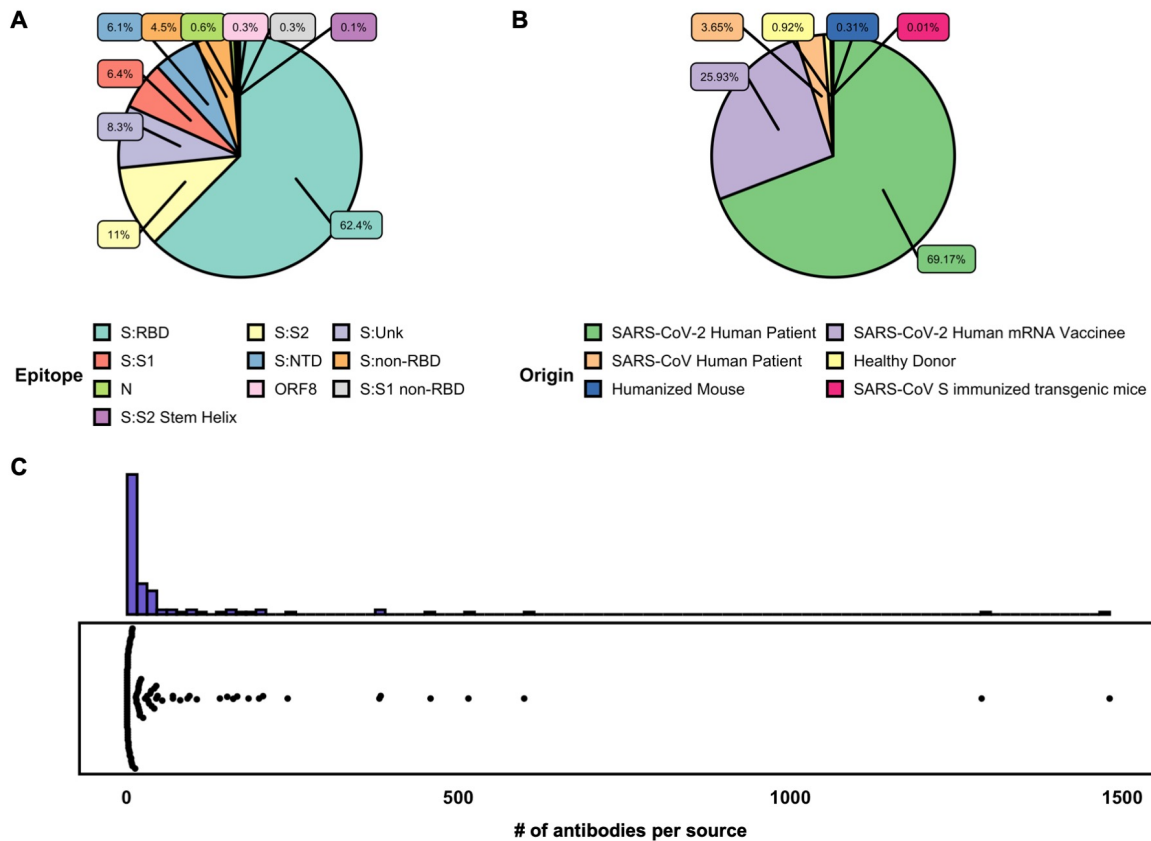 A
B
6.1%
4.5%
0.6%
0.3%
0.3%
0.1%
3.65%
0.92%
0.31%
0.01%
6.4%
25.93%
8.3%
11%
62.4%
69.17%
S:RBD
S:S2
S:Unk
S:S1
S:NTD
S:non-RBD
Epitope
N
ORF8
S:S1 non-RBD
S:S2 Stem Helix
SARS-CoV-2 Human Patient
SARS-CoV-2 Human mRNA Vaccinee
SARS-CoV Human Patient
Healthy Donor
Origin
Humanized Mouse
SARS-CoV S immunized transgenic mice
C
0
500
1000
1500
# of antibodies per source